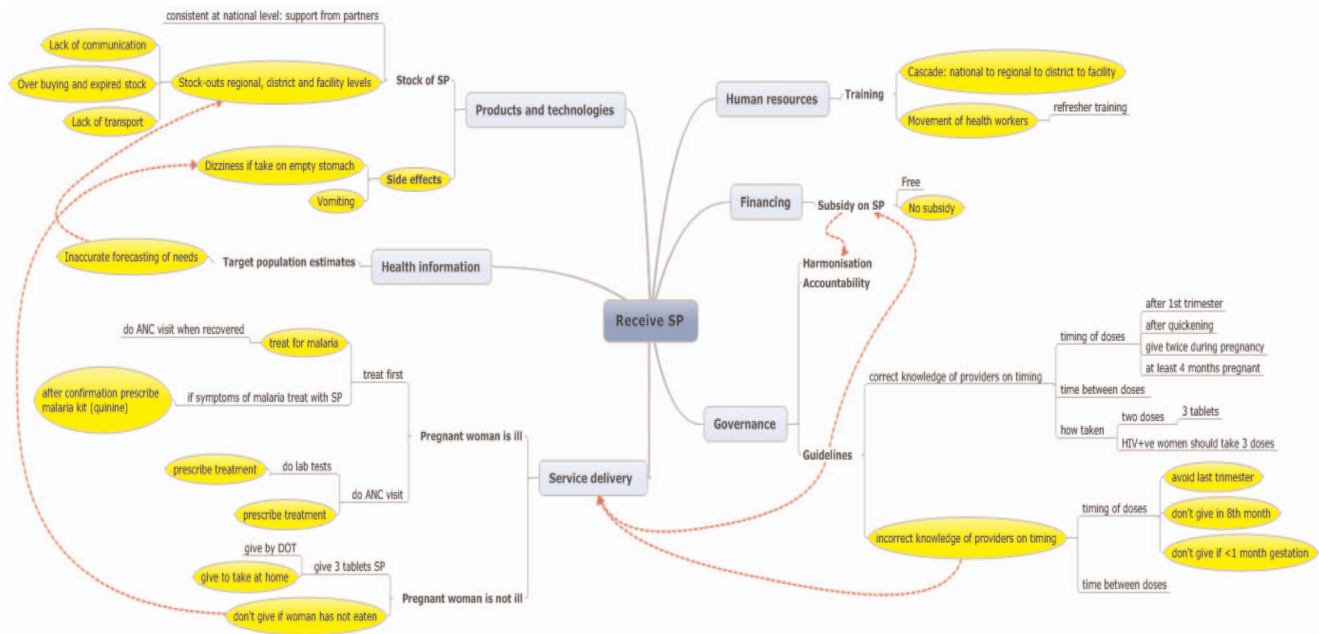 consistent at national level: support from partners
Lack of communication
Over buying and expired stock
Lack of transport
Stock-outs regional, district and facility levels
Stock of SP
Products and technologies
Dizziness if take on empty stomach
Vomiting
Side effects
Inaccurate forecasting of needs
Target population estimates
Health information
Receive SP
do ANC visit when recovered
treat for malaria
treat first
after confirmation prescribe
malaria kit (quinine)
if symptoms of malaria treat with SP
Pregnant woman is ill
prescribe treatment
do lab tests
prescribe treatment
do ANC visit
Service delivery
give by DOT
give to take at home
give 3 tablets SP
don't give if woman has not eaten
Pregnant woman is not ill
Human resources
Training
Cascade: national to regional to district to facility
Movement of health workers
refresher training
Financing
Subsidy on SP
Free
No subsidy
Governance
Harmonisation
Accountability
Guidelines
correct knowledge of providers on timing
timing of doses
after 1st trimester
after quickening
give twice during pregnancy
at least 4 months pregnant
time between doses
how taken
two doses
3 tablets
HIV+ve women should take 3 doses
incorrect knowledge of providers on timing
timing of doses
avoid last trimester
don't give in 8th month
don't give if <1 month gestation
time between doses